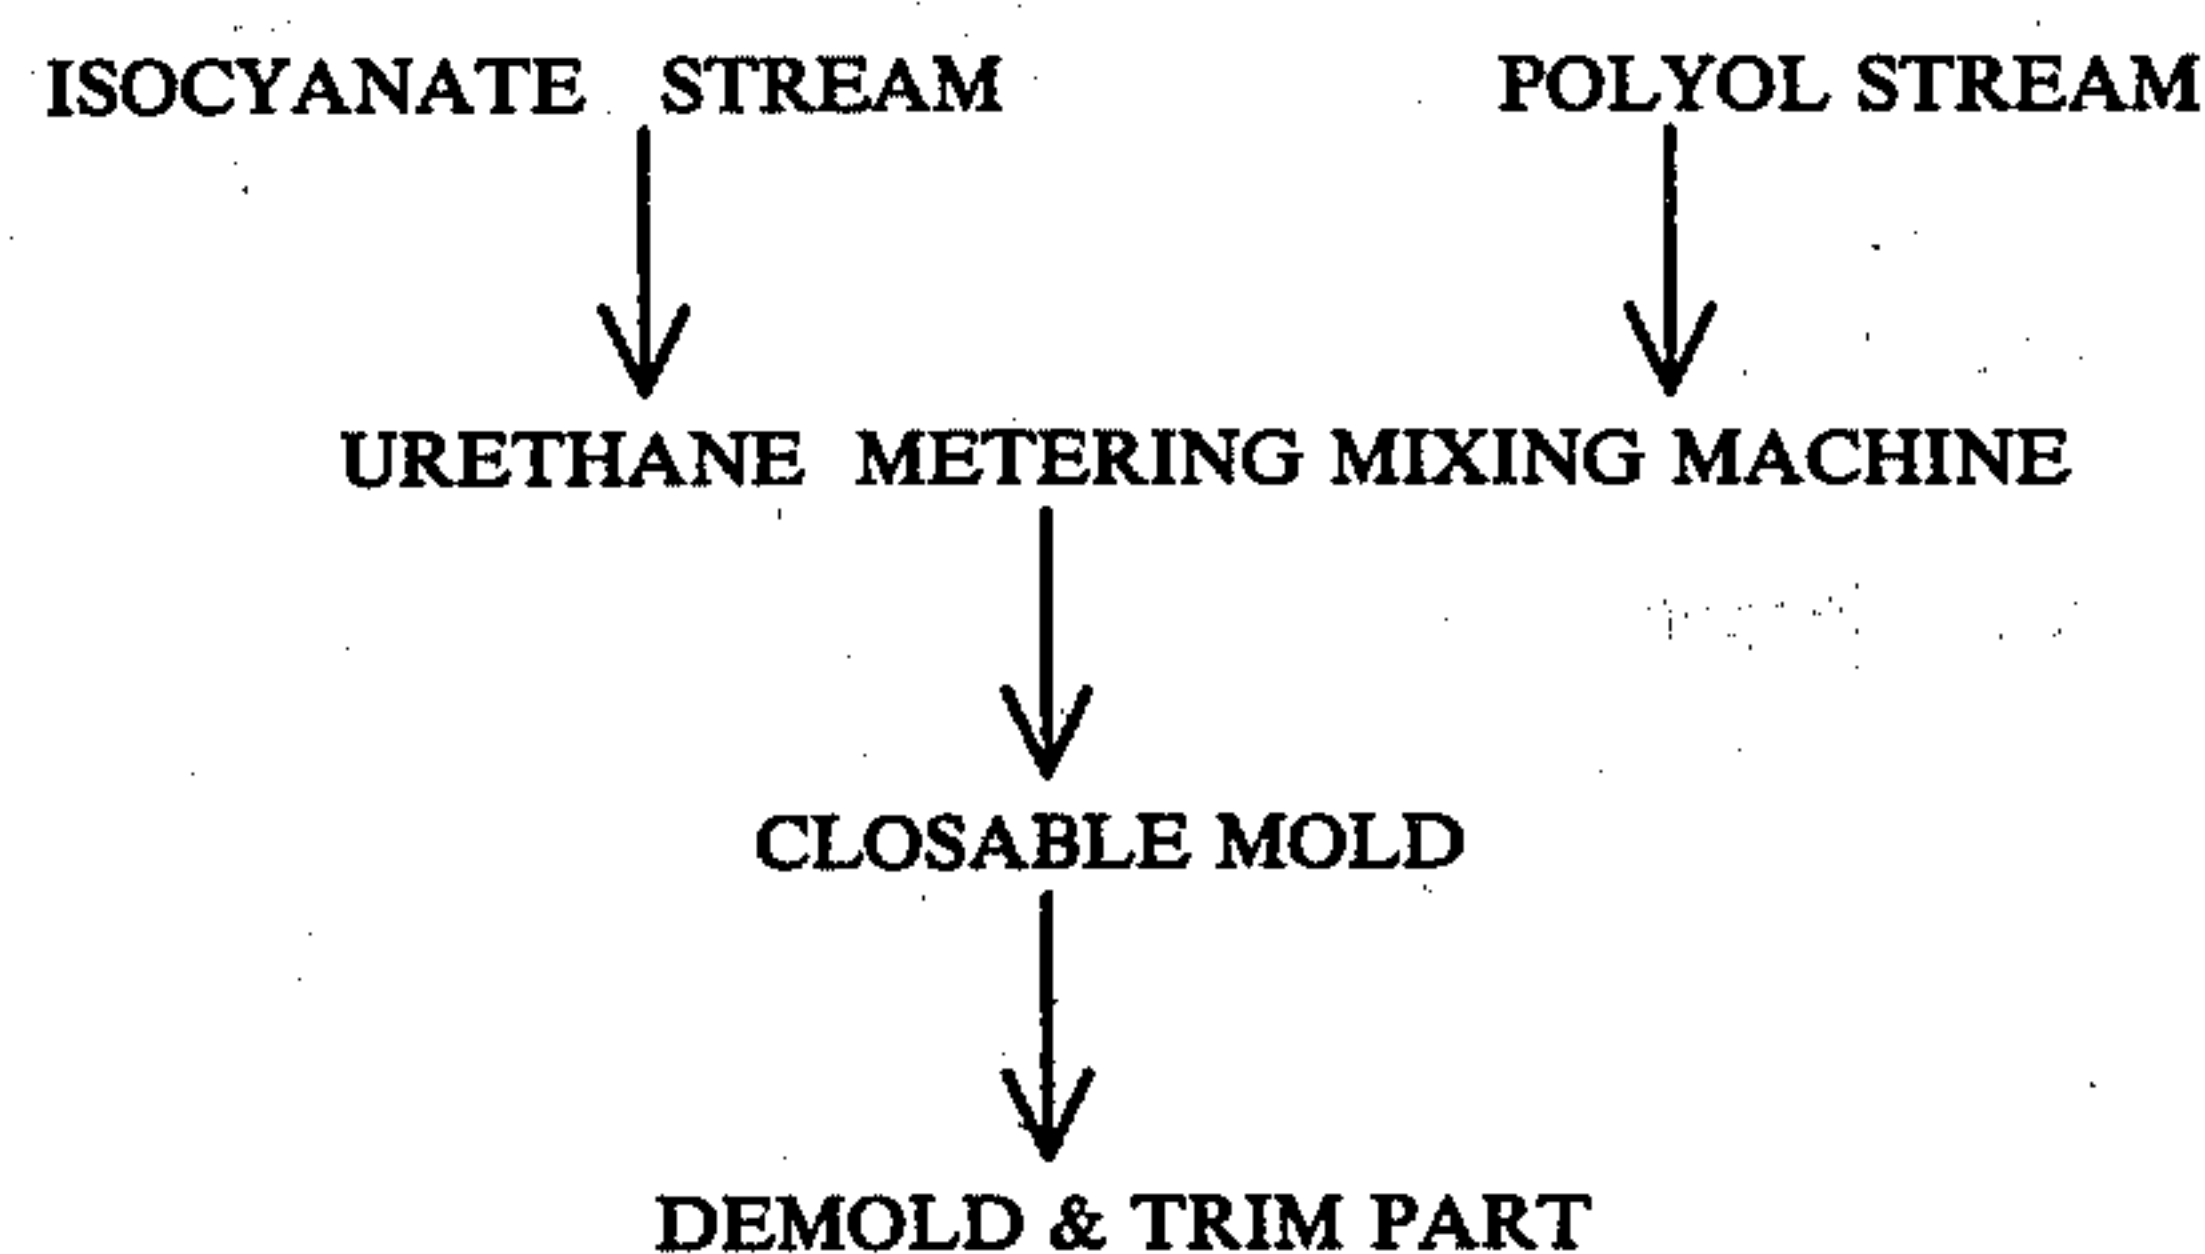 ISOCYANATE STREAM
POLYOL STREAM
URETHANE METERING MIXING MACHINE
CLOSABLE MOLD
DEMOLD & TRIM PART